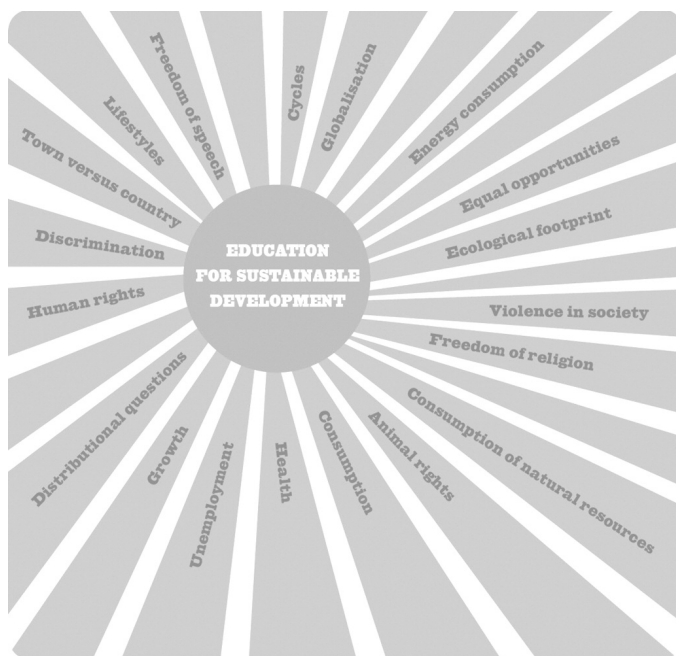 EDUCATION
FOR SUSTAINABLE
DEVELOPMENT
Cycles
Globalisation
Energy consumption
Equal opportunities
Ecological footprint
Violence in society
Freedom of religion
Consumption of natural resources
Animal rights
Consumption
Health
Unemployment
Growth
Distributional questions
Human rights
Discrimination
Town versus country
Lifestyles
Freedom of speech